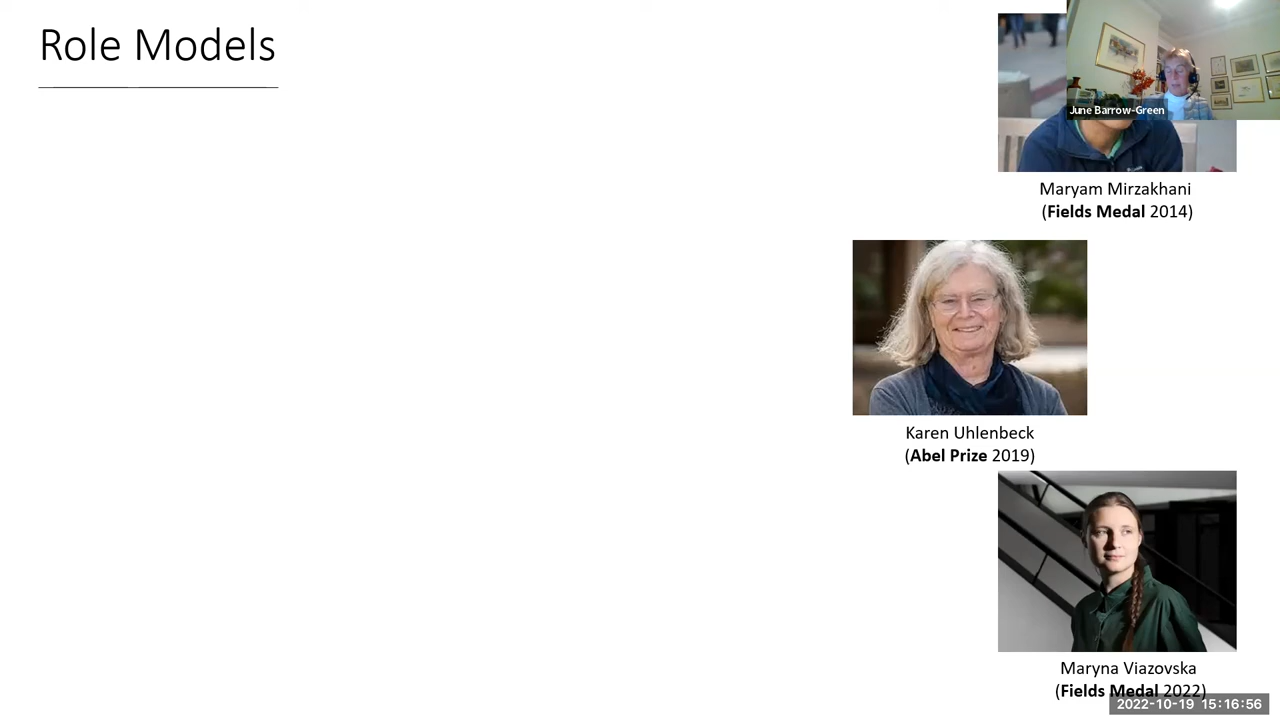 Role Models
June Barrow-Green
Maryam Mirzakhani
(Fields Medal 2014)
Karen Uhlenbeck
(Abel Prize 2019)
Maryna Viazovska
(Fields Medal 2022)
2022-10-19 15:16:56